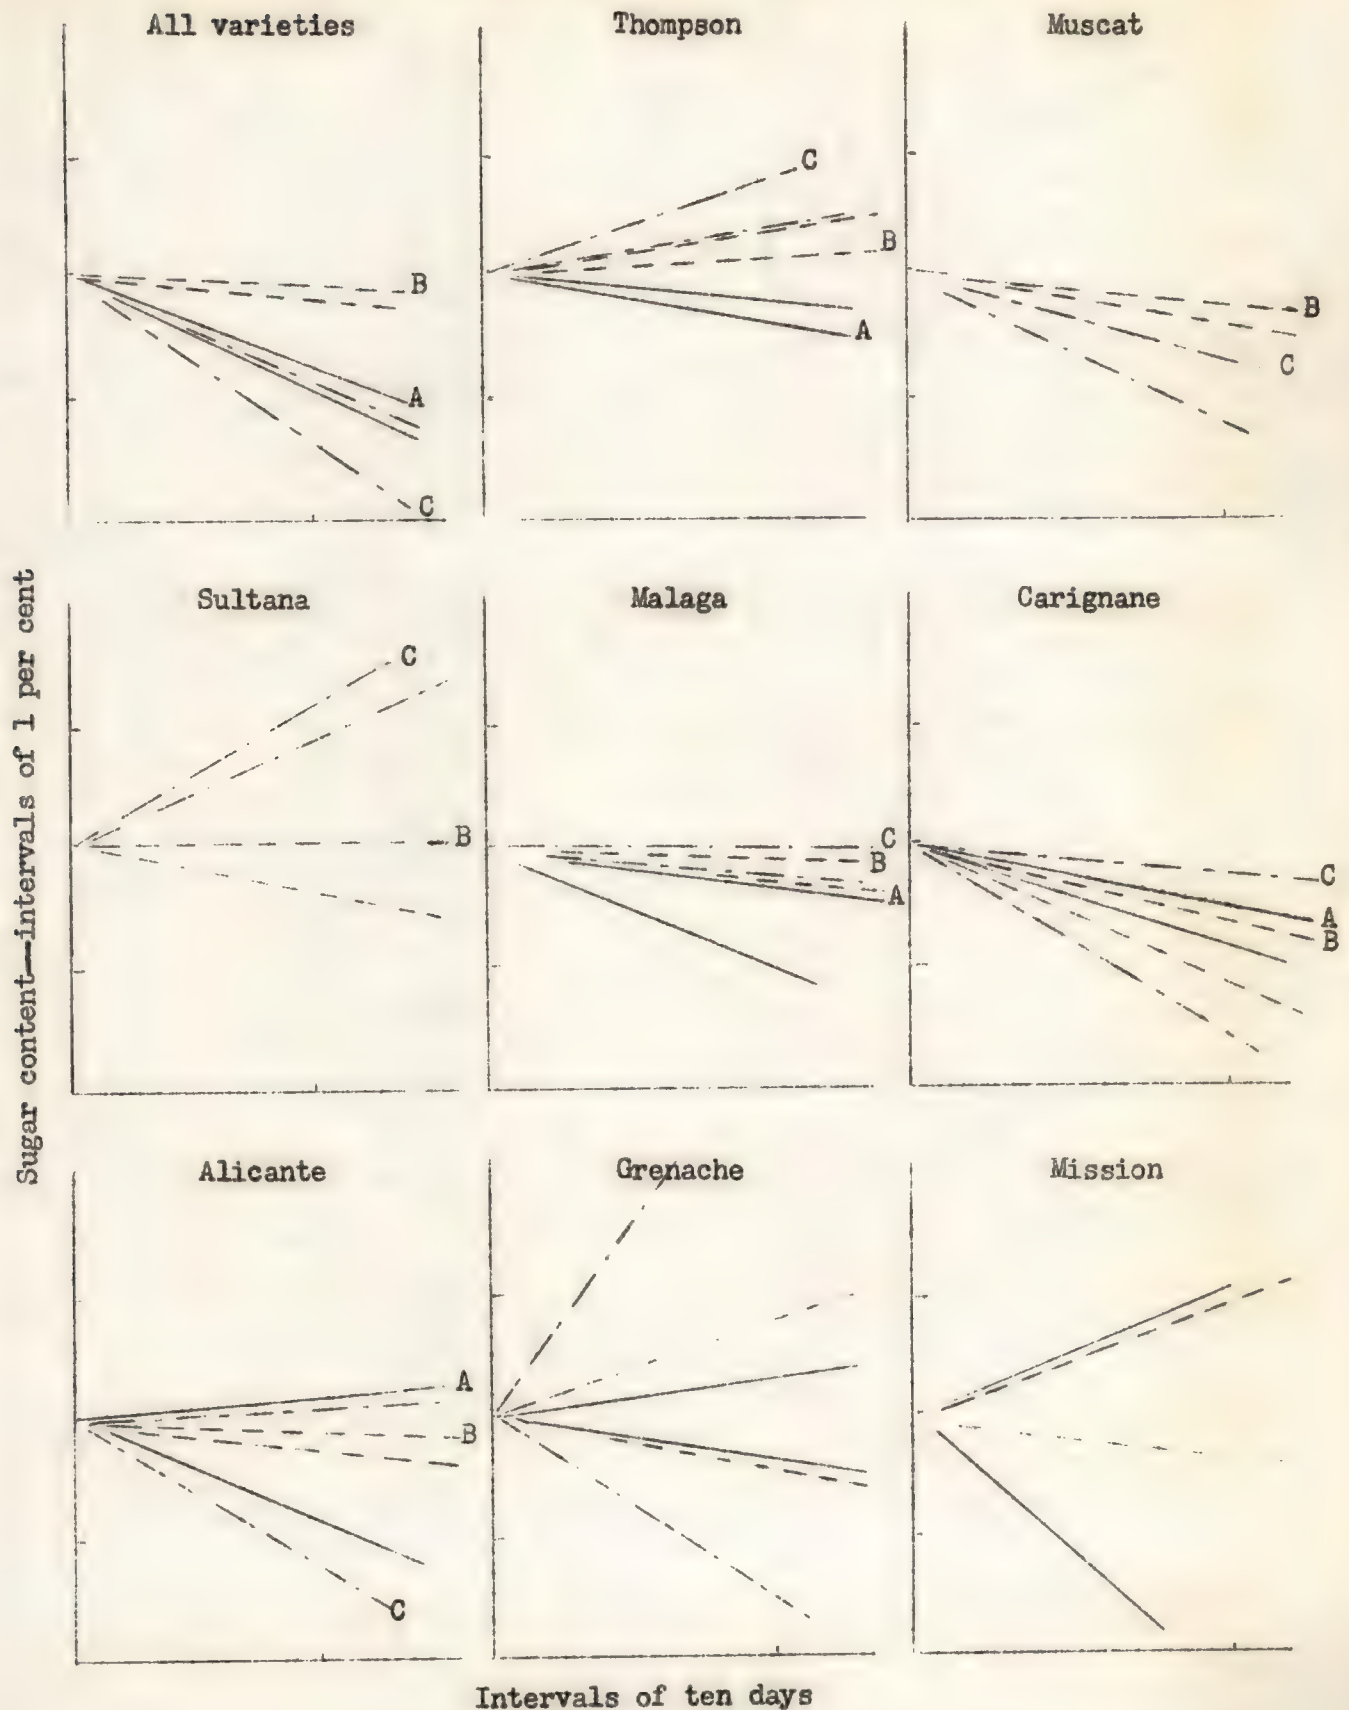 All varieties
Thompson
Muscat
C
B
A
B
A
C
B
C
Sultana
Malaga
Carignane
C
B
C
B
A
C
A
B
Alicante
Grenache
Mission
A
B
C
Sugar content—intervals of 1 per cent
Intervals of ten days